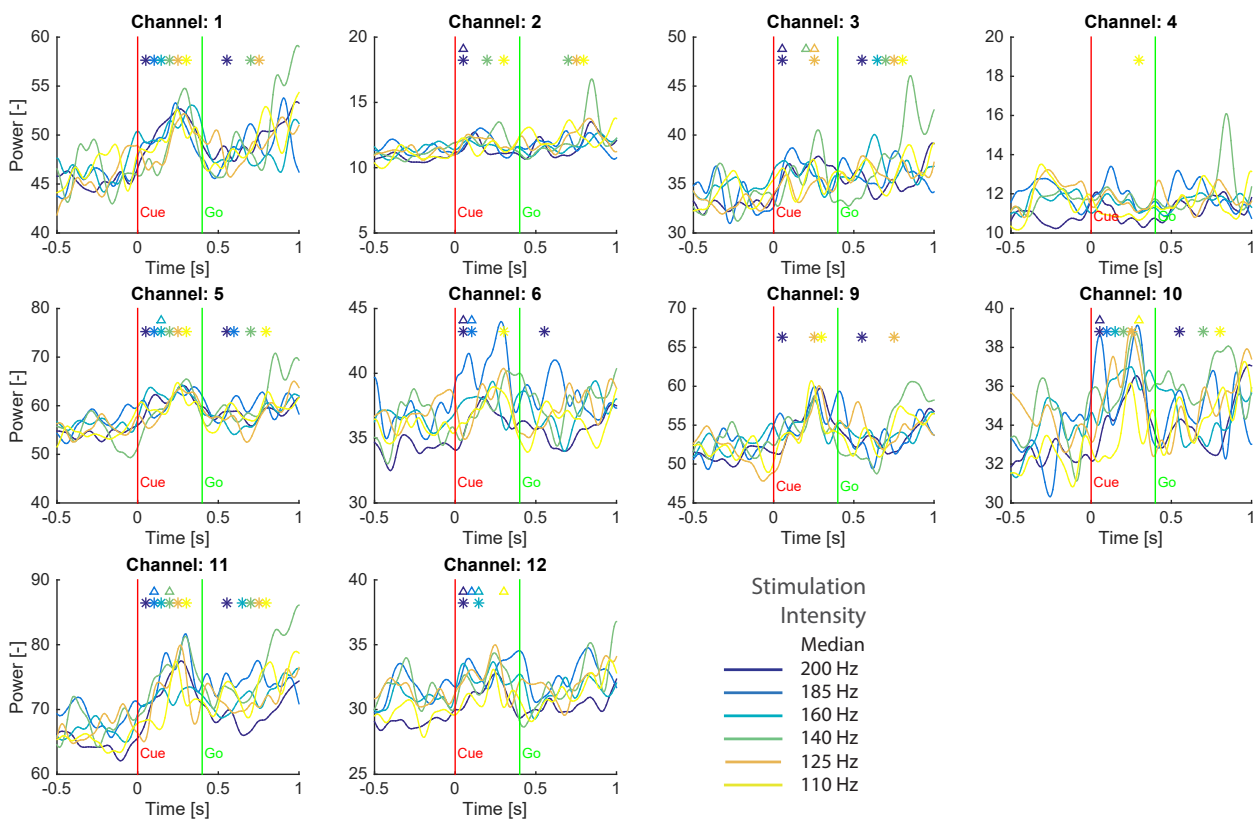 Channel: 1
60
55
50
45
40
Power [-]
Cue
Go
-0.5
0
0.5
1
Time [s]
Channel: 2
20
15
10
5
Cue
Go
-0.5
0
0.5
1
Time [s]
Channel: 3
45
40
35
30
Cue
Go
-0.5
0
0.5
1
Time [s]
Channel: 4
20
18
16
14
12
10
Cue
Go
-0.5
0
0.5
1
Time [s]
Channel: 5
80
70
60
50
40
Power [-]
Cue
Go
-0.5
0
0.5
1
Time [s]
Channel: 6
45
40
35
30
Cue
Go
-0.5
0
0.5
1
Time [s]
Channel: 9
70
65
60
55
50
45
Cue
Go
-0.5
0
0.5
1
Time [s]
Channel: 10
40
38
36
34
32
30
Cue
Go
-0.5
0
0.5
1
Time [s]
Channel: 11
90
80
70
60
Power [-]
Cue
Go
-0.5
0
0.5
1
Time [s]
Channel: 12
40
35
30
25
Cue
Go
-0.5
0
0.5
1
Time [s]
Stimulation
Intensity
Median
200 Hz
185 Hz
160 Hz
140 Hz
125 Hz
110 Hz